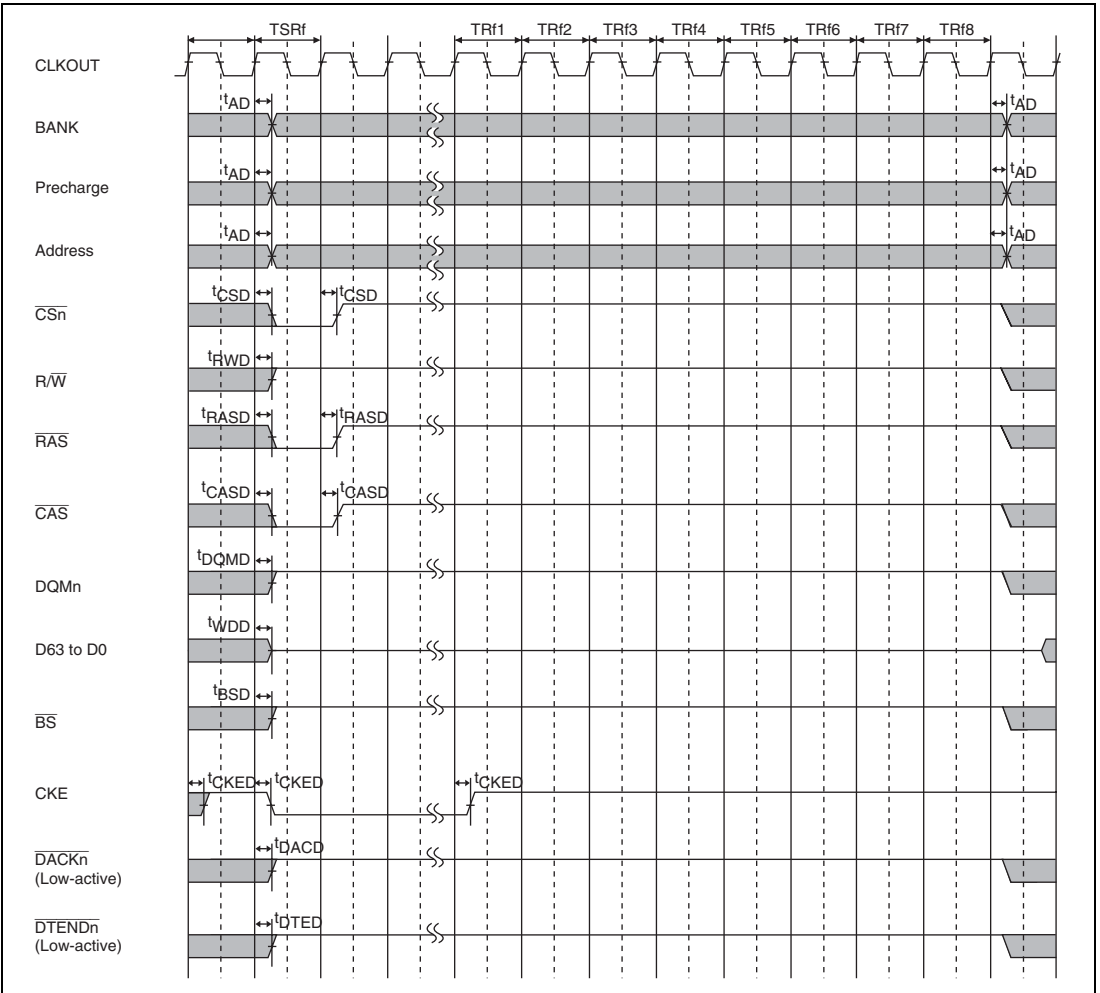 TSRf TRf1 TRf2 TRf3 TRf4 TRf5 TRf6 TRf7 TRf8
CLKOUT
tAD tAD
BANK
tAD tAD
Precharge
tAD tAD
Address
tCSD tCSD
CSn
tRWD
R/W
tRASD tRASD
RAS
tCASD tCASD
CAS
tDQMD
DQMn
tWDD
D63 to D0
tBSD
BS
tCKED tCKED tCKED
CKE
tDACD
DACKn
(Low-active)
tDTED
DTENDn
(Low-active)